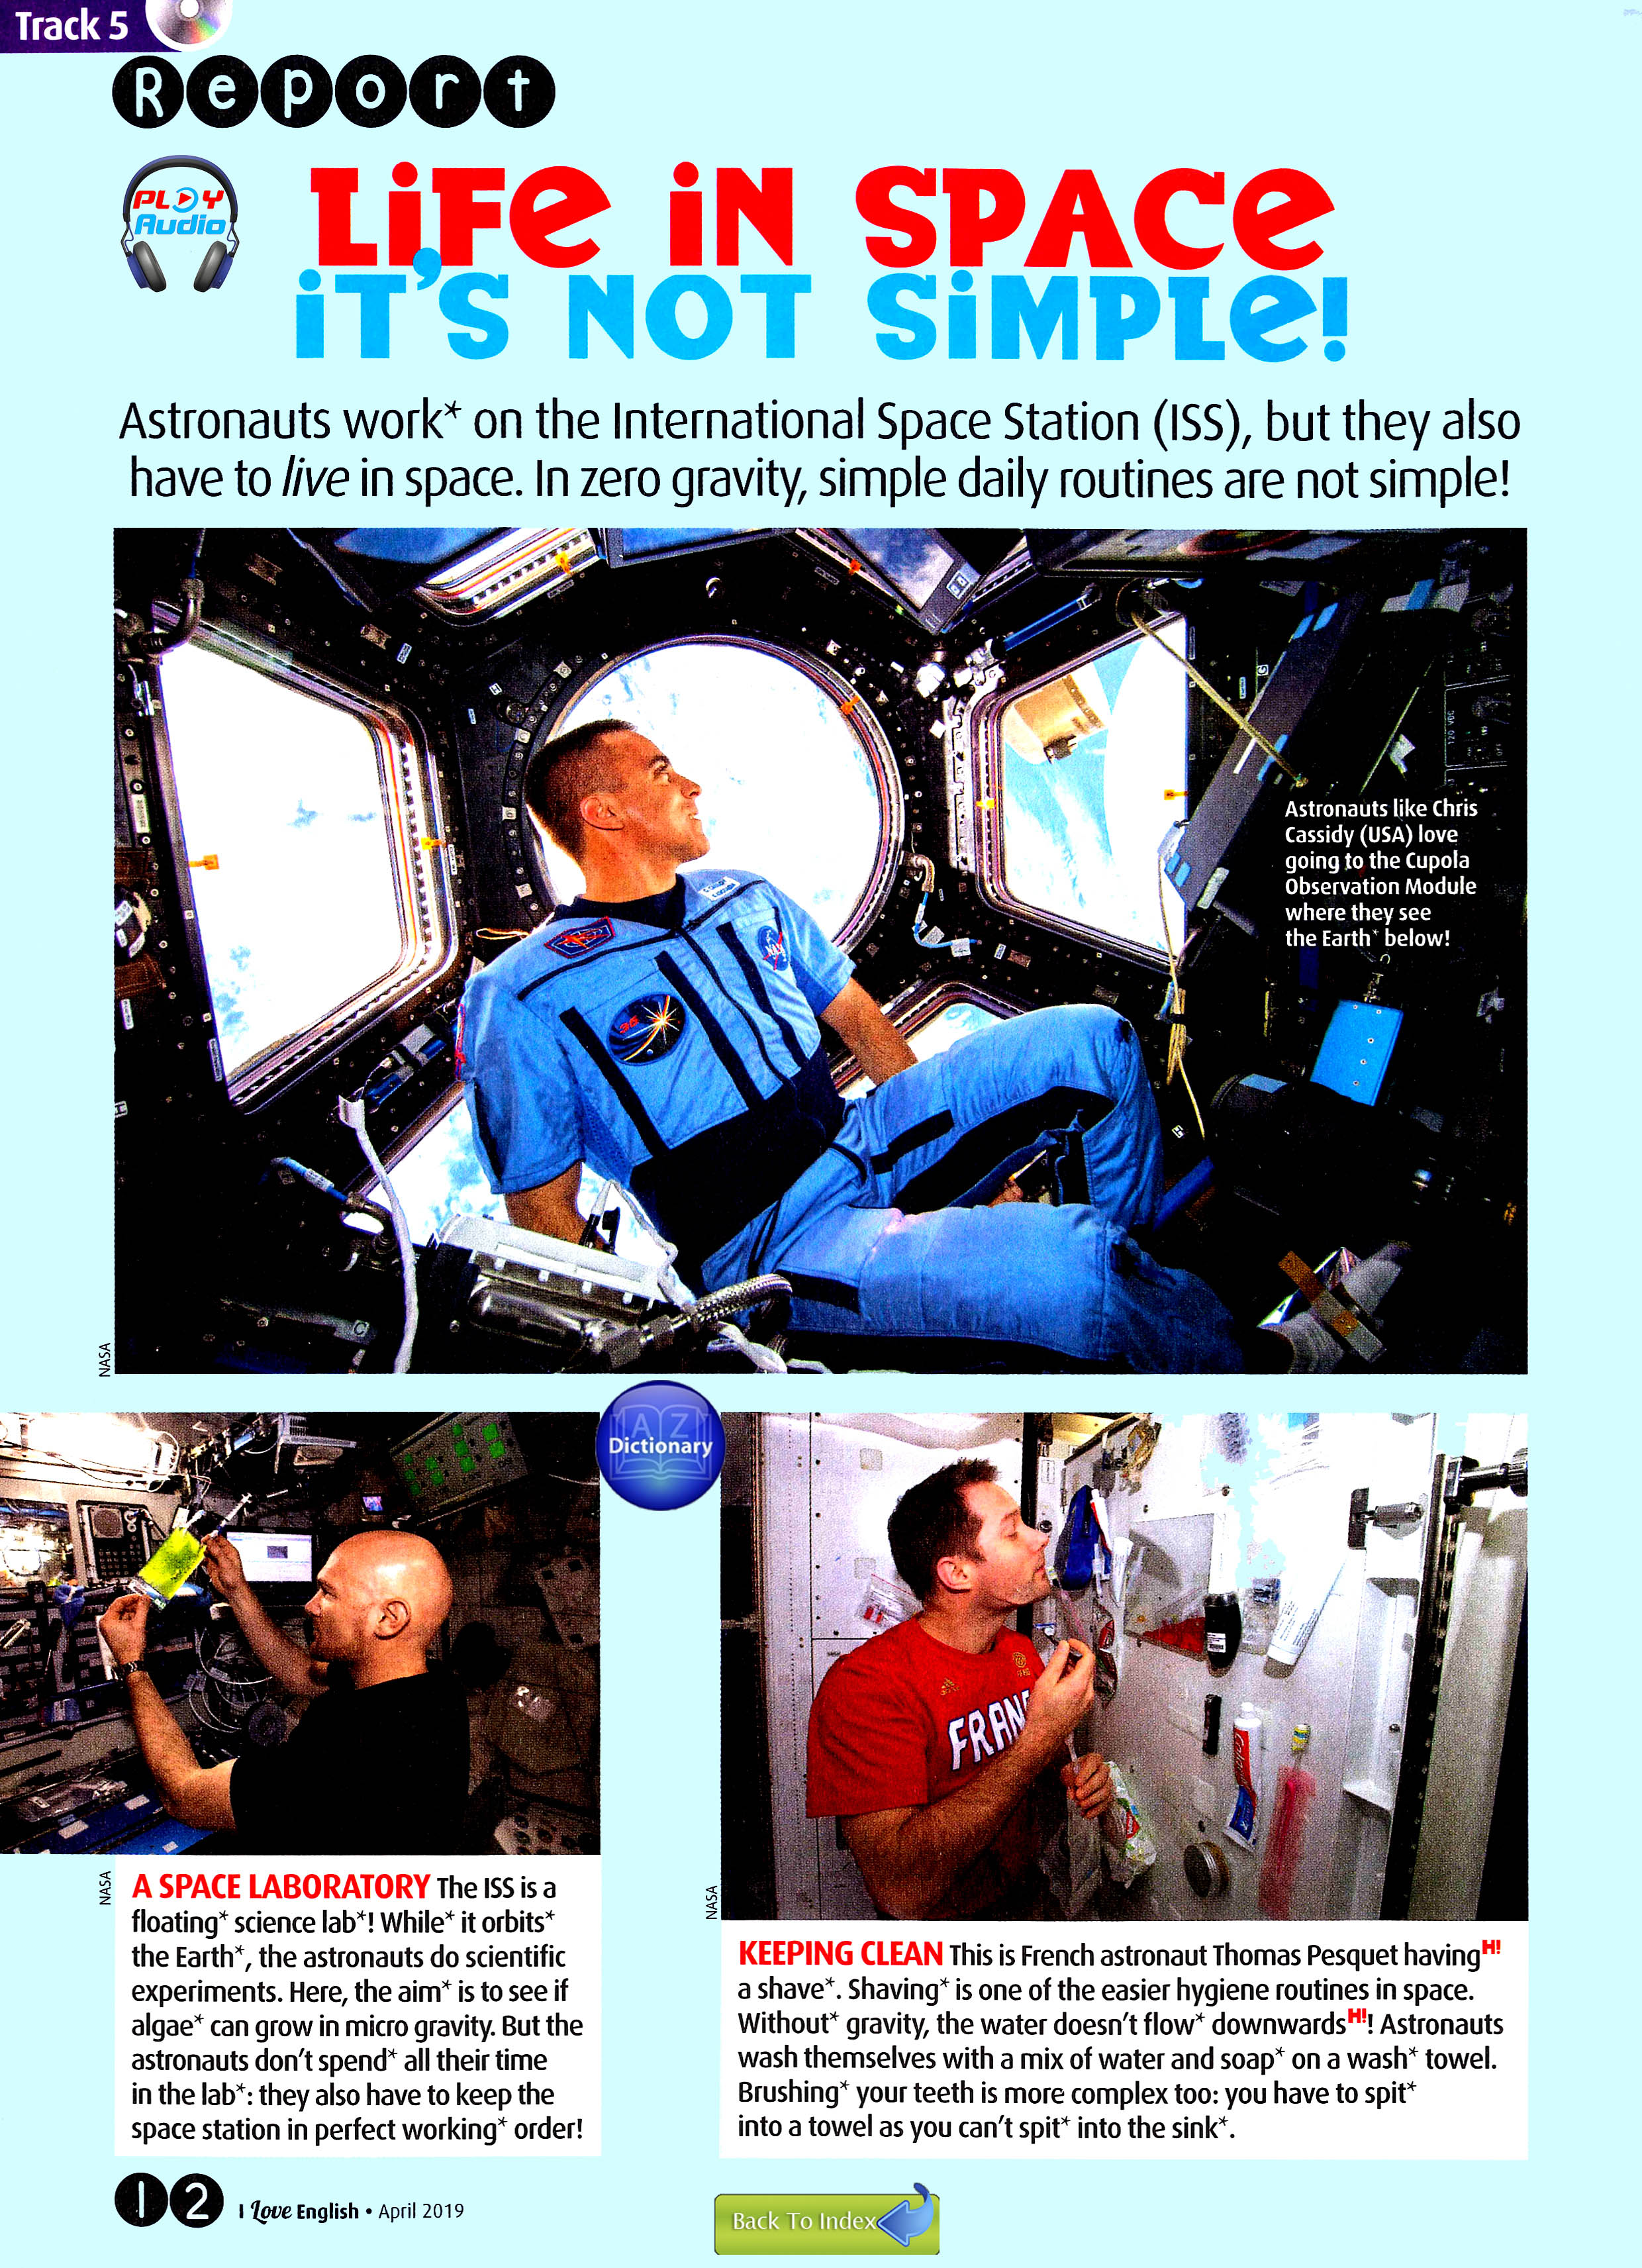 Track 5
Report
PLAY
Audio
LiFe iN SPACe
iT'S NOT SiMPLe!
Astronauts work* on the International Space Station (ISS), but they also
have to live in space. In zero gravity, simple daily routines are not simple!
Astronauts like Chris
Cassidy (USA) love
going to the Cupola
Observation Module
where they see
the Earth* below!
36
120 VDC
NASA
A Z
Dictionary
FRAN
NASA
A SPACE LABORATORY The ISS is a
floating* science lab*! While* it orbits*
the Earth*, the astronauts do scientific
experiments. Here, the aim* is to see if
algae* can grow in micro gravity. But the
astronauts don't spend* all their time
in the lab*: they also have to keep the
space station in perfect working* order!
NASA
KEEPING CLEAN This is French astronaut Thomas Pesquet having H!
a shave*. Shaving* is one of the easier hygiene routines in space.
Without* gravity, the water doesn't flow* downwards H!! Astronauts
wash themselves with a mix of water and soap* on a wash* towel.
Brushing* your teeth is more complex too: you have to spit*
into a towel as you can't spit* into the sink*.
12 I Love English • April 2019
Back To Index